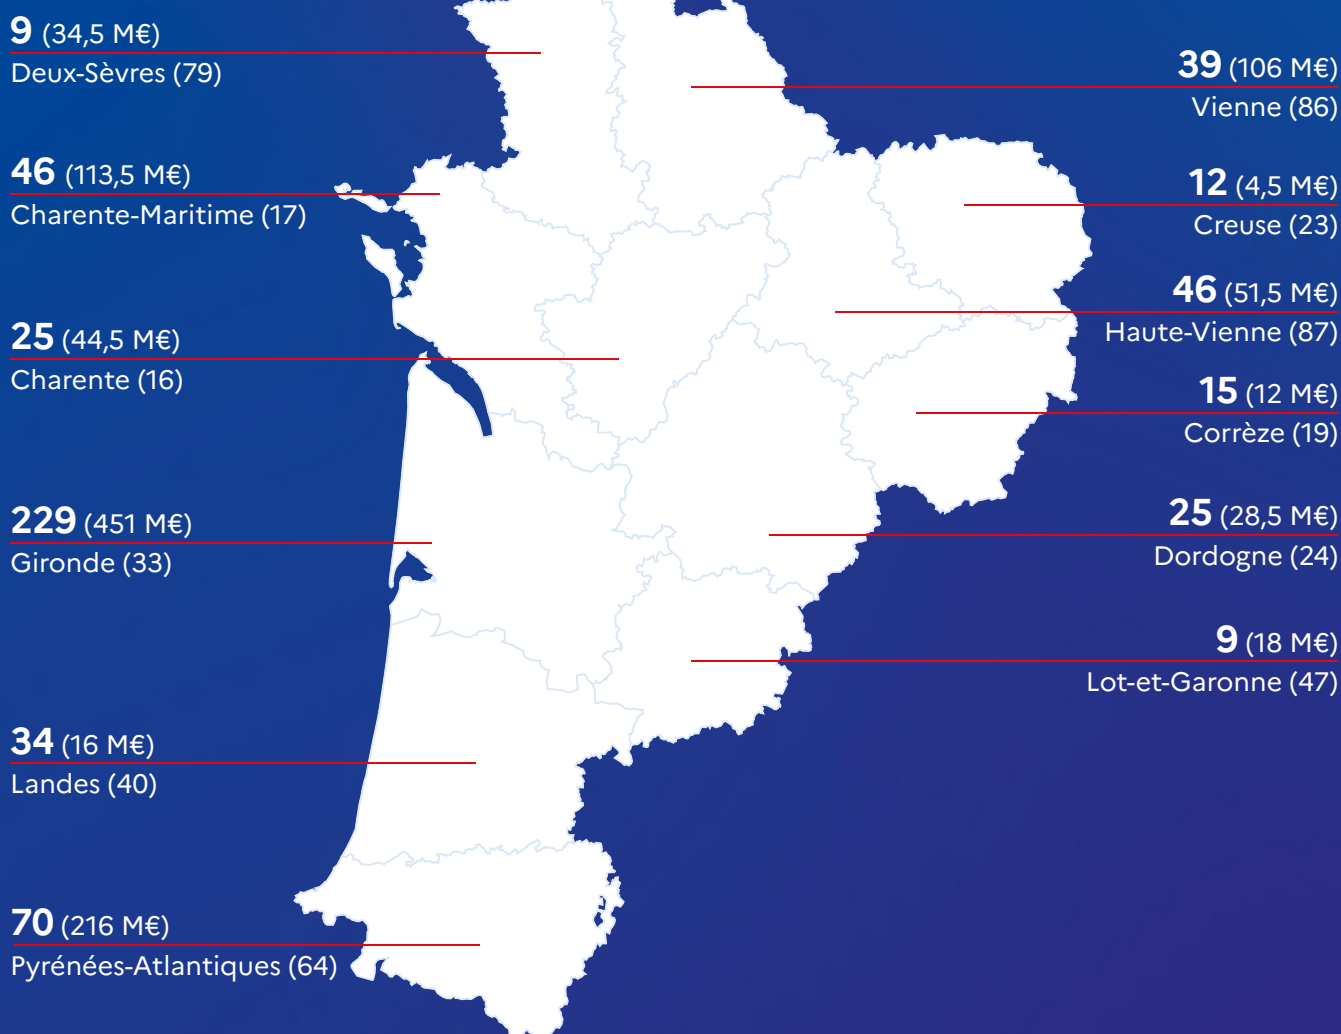 9 (34,5 M€)
Deux-Sèvres (79)
46 (113,5 M€)
Charente-Maritime (17)
25 (44,5 M€)
Charente (16)
229 (451 M€)
Gironde (33)
34 (16 M€)
Landes (40)
70 (216 M€)
Pyrénées-Atlantiques (64)
39 (106 M€)
Vienne (86)
12 (4,5 M€)
Creuse (23)
46 (51,5 M€)
Haute-Vienne (87)
15 (12 M€)
Corrèze (19)
25 (28,5 M€)
Dordogne (24)
9 (18 M€)
Lot-et-Garonne (47)